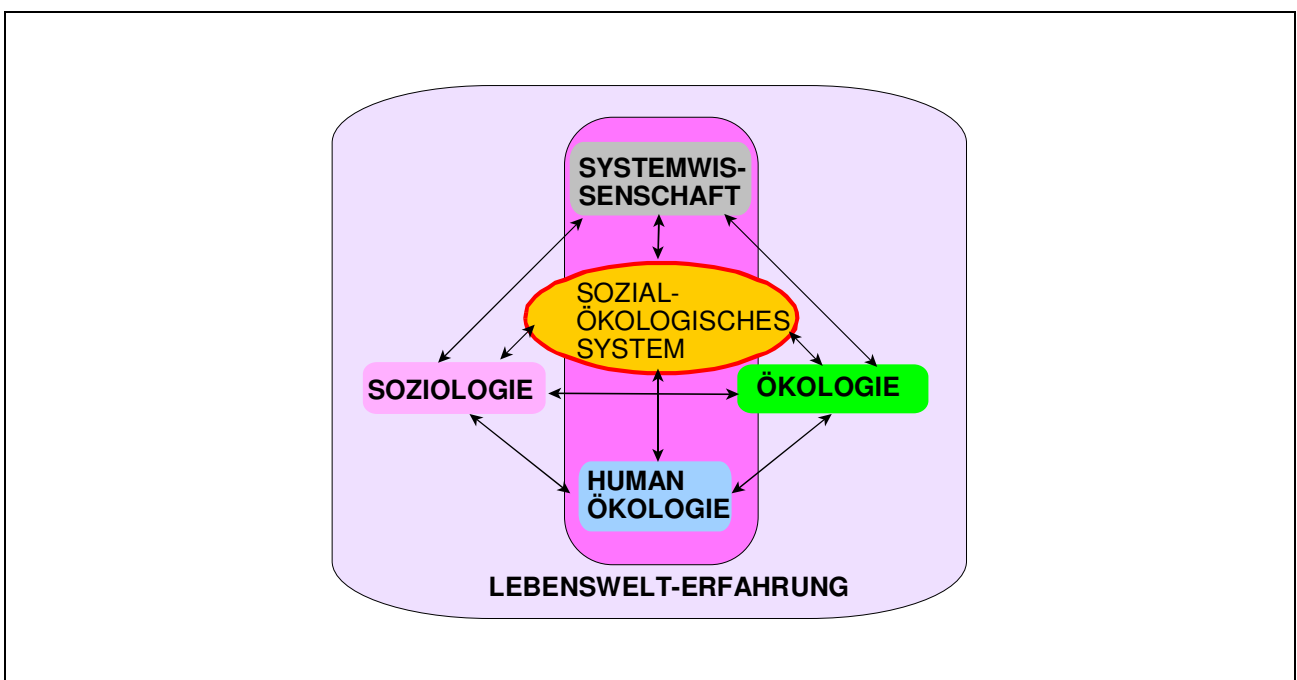 SYSTEMWIS-
SENSCHAFT
SOZIAL-
ÖKOLOGISCHES
SYSTEM
SOZIOLOGIE
ÖKOLOGIE
HUMAN
ÖKOLOGIE
LEBENSWELT-ERFAHRUNG